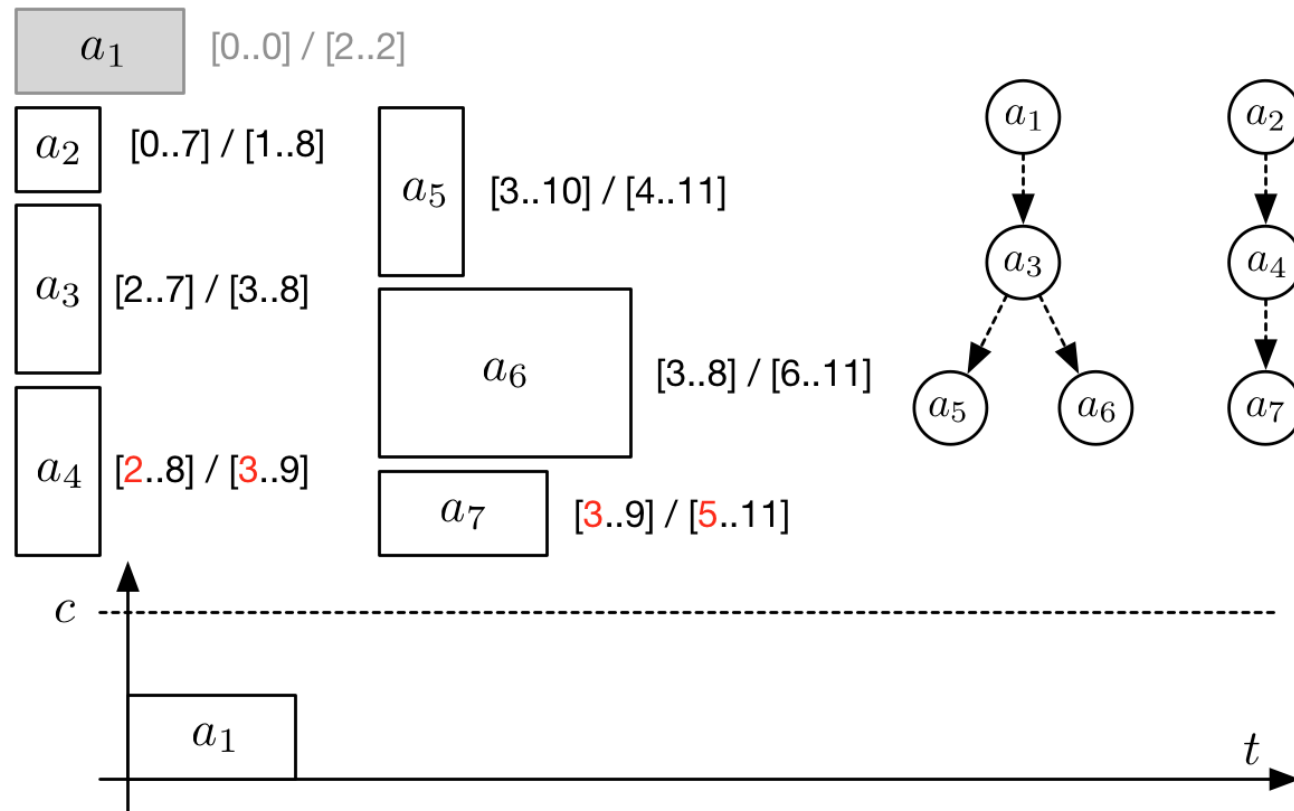 a₁ [0..0] / [2..2]
a₂ [0..7] / [1..8]
a₃ [2..7] / [3..8]
a₄ [2..8] / [3..9]
a₅ [3..10] / [4..11]
a₆ [3..8] / [6..11]
a₇ [3..9] / [5..11]
a₁ a₂
a₃ a₄
a₅ a₆ a₇
c
a₁
t